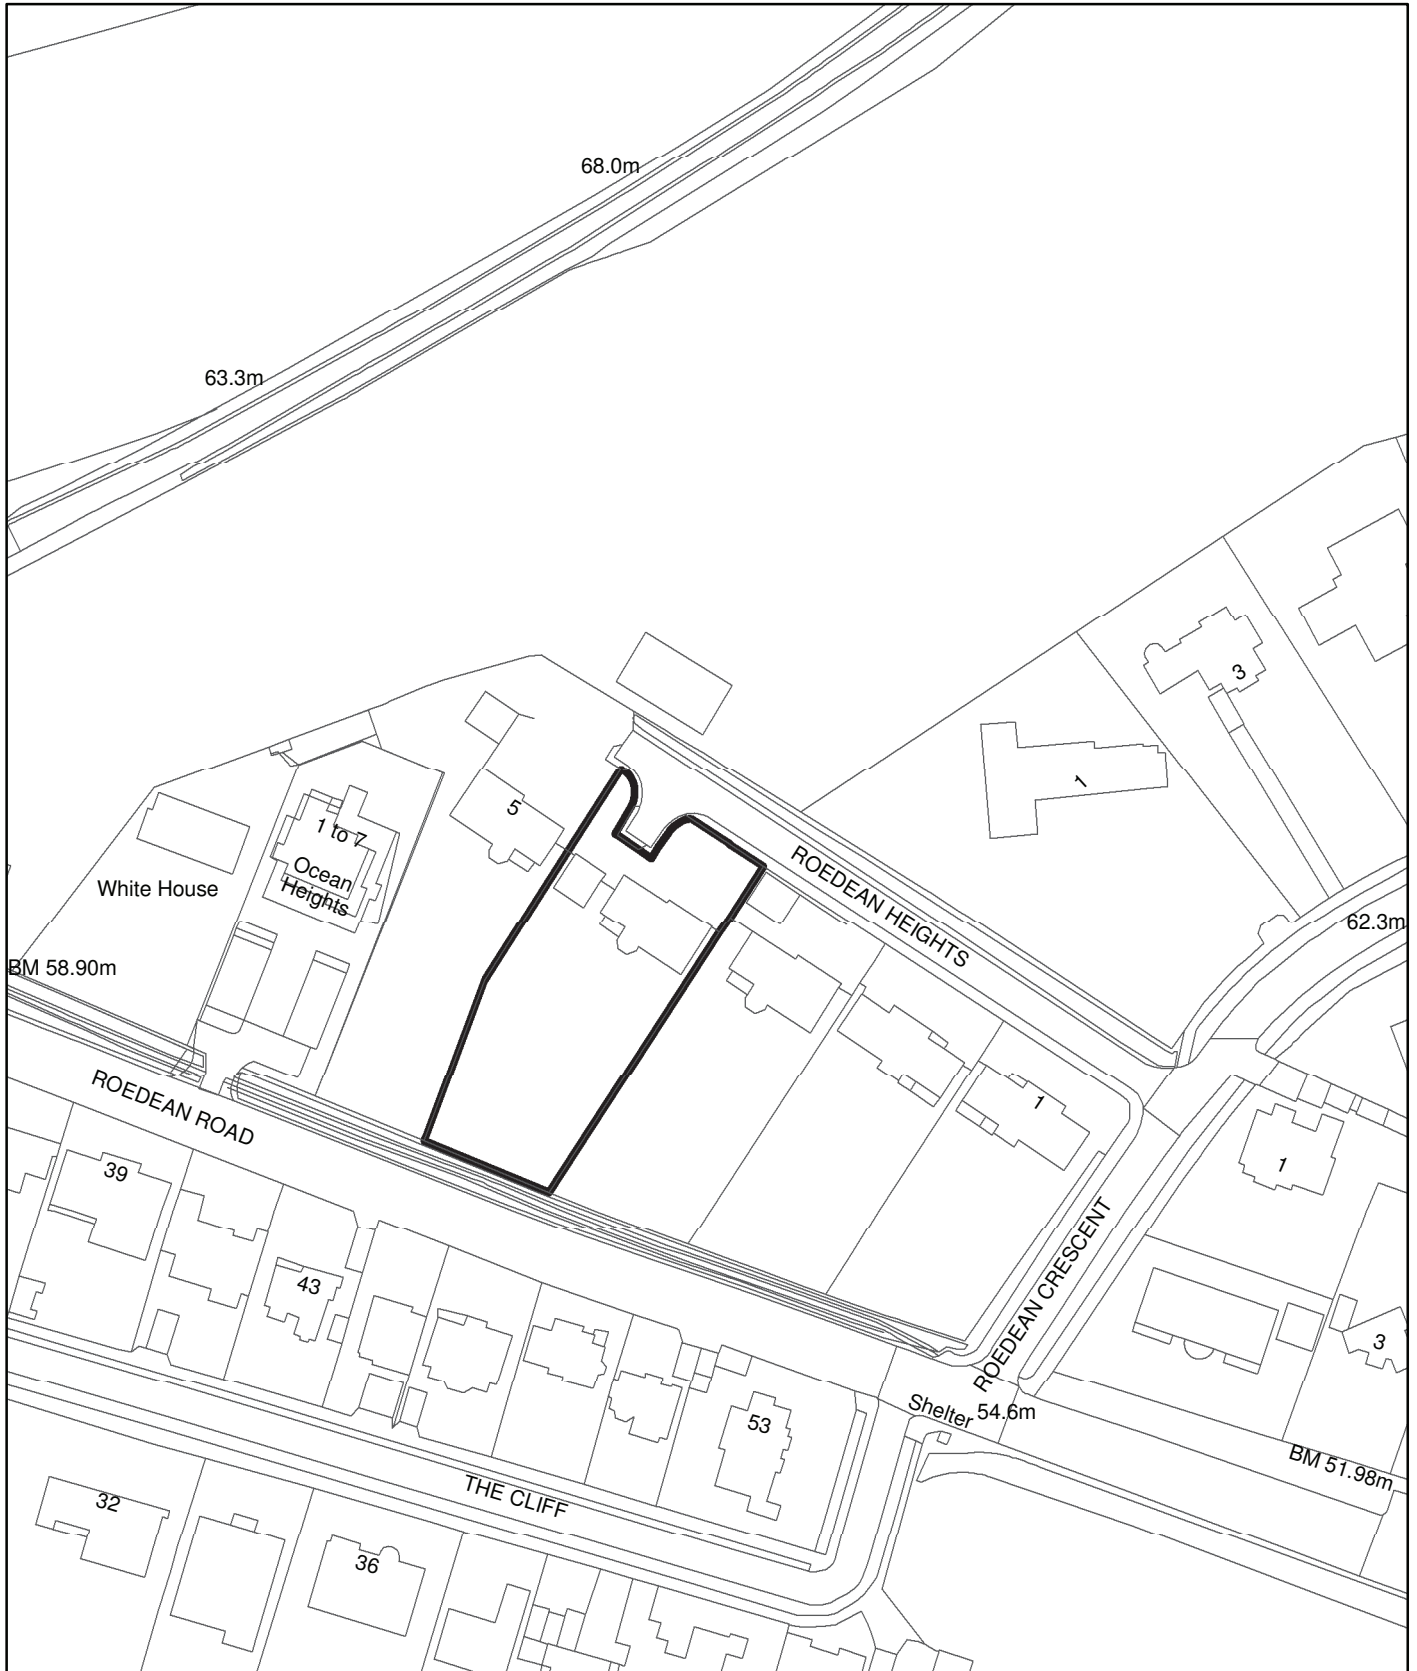 68.0m
63.3m
3
1
5
1 to 7
Ocean
Heights
White House
ROEDEAN HEIGHTS
62.3m
BM 58.90m
ROEDEAN ROAD
1
1
39
ROEDEAN CRESCENT
43
3
Shelter
54.6m
53
BM 51.98m
THE CLIFF
32
36